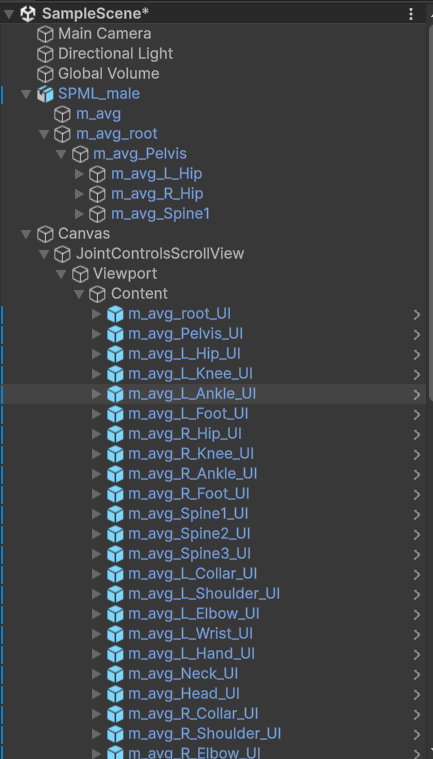 SampleScene*
Main Camera
Directional Light
Global Volume
SPML_male
m_avg
m_avg_root
m_avg_Pelvis
m_avg_L_Hip
m_avg_R_Hip
m_avg_Spine1
Canvas
JointControlsScrollView
Viewport
Content
m_avg_root_UI
m_avg_Pelvis_UI
m_avg_L_Hip_UI
m_avg_L_Knee_UI
m_avg_L_Ankle_UI
m_avg_L_Foot_UI
m_avg_R_Hip_UI
m_avg_R_Knee_UI
m_avg_R_Ankle_UI
m_avg_R_Foot_UI
m_avg_Spine1_UI
m_avg_Spine2_UI
m_avg_Spine3_UI
m_avg_L_Collar_UI
m_avg_L_Shoulder_UI
m_avg_L_Elbow_UI
m_avg_L_Wrist_UI
m_avg_L_Hand_UI
m_avg_Neck_UI
m_avg_Head_UI
m_avg_R_Collar_UI
m_avg_R_Shoulder_UI
m_avg_R_Elbow_UI